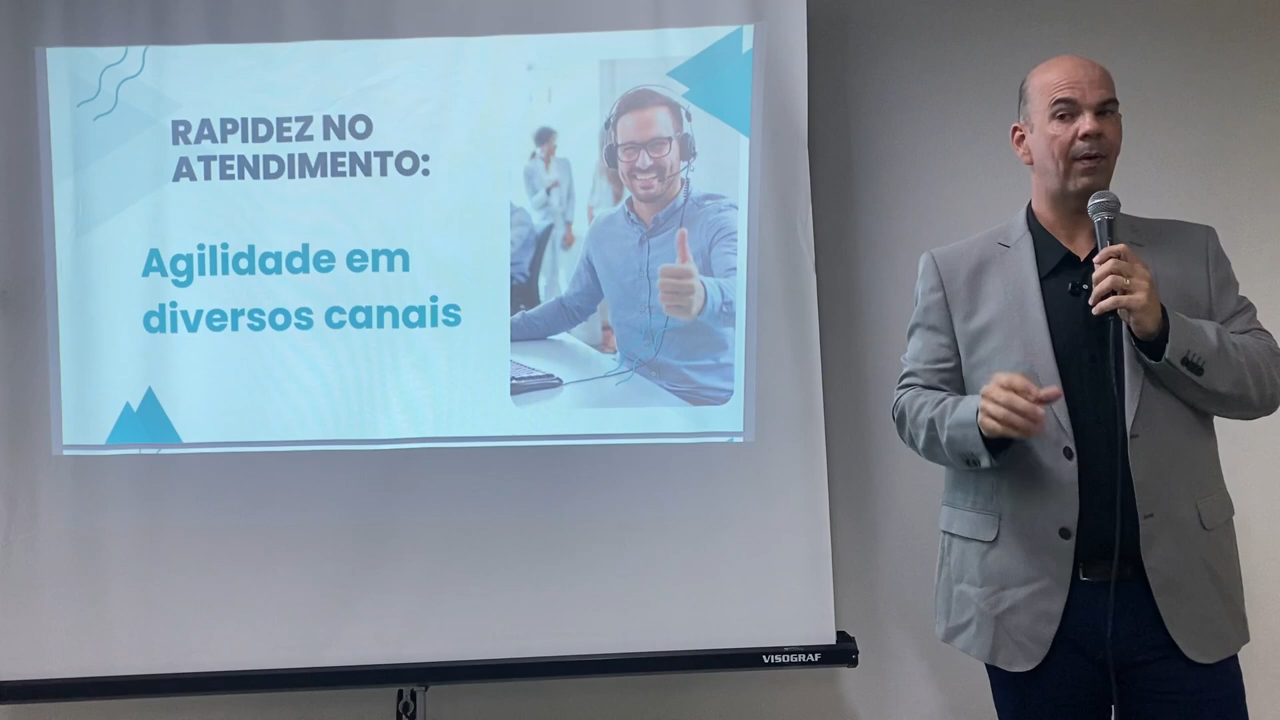 RAPIDEZ NO
ATENDIMENTO:
Agilidade em
diversos canais
VISOGRAF